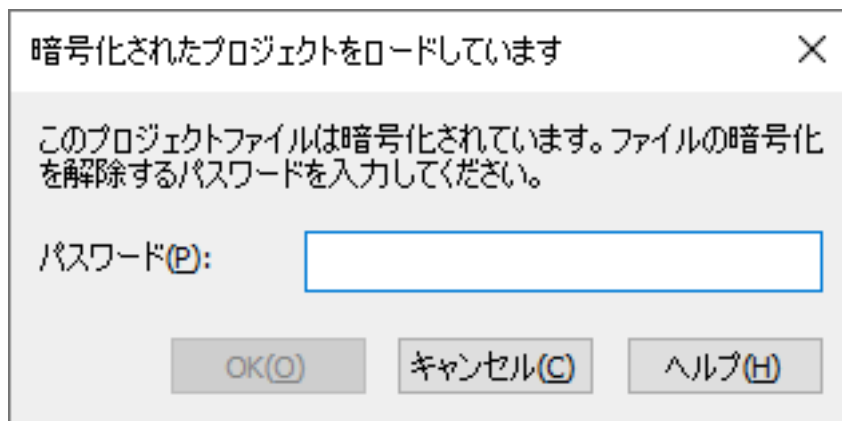 暗号化されたプロジェクトをロードしています
このプロジェクトファイルは暗号化されています。ファイルの暗号化
を解除するパスワードを入力してください。
パスワード(P):
OK(O) キャンセル(C) ヘルプ(H)